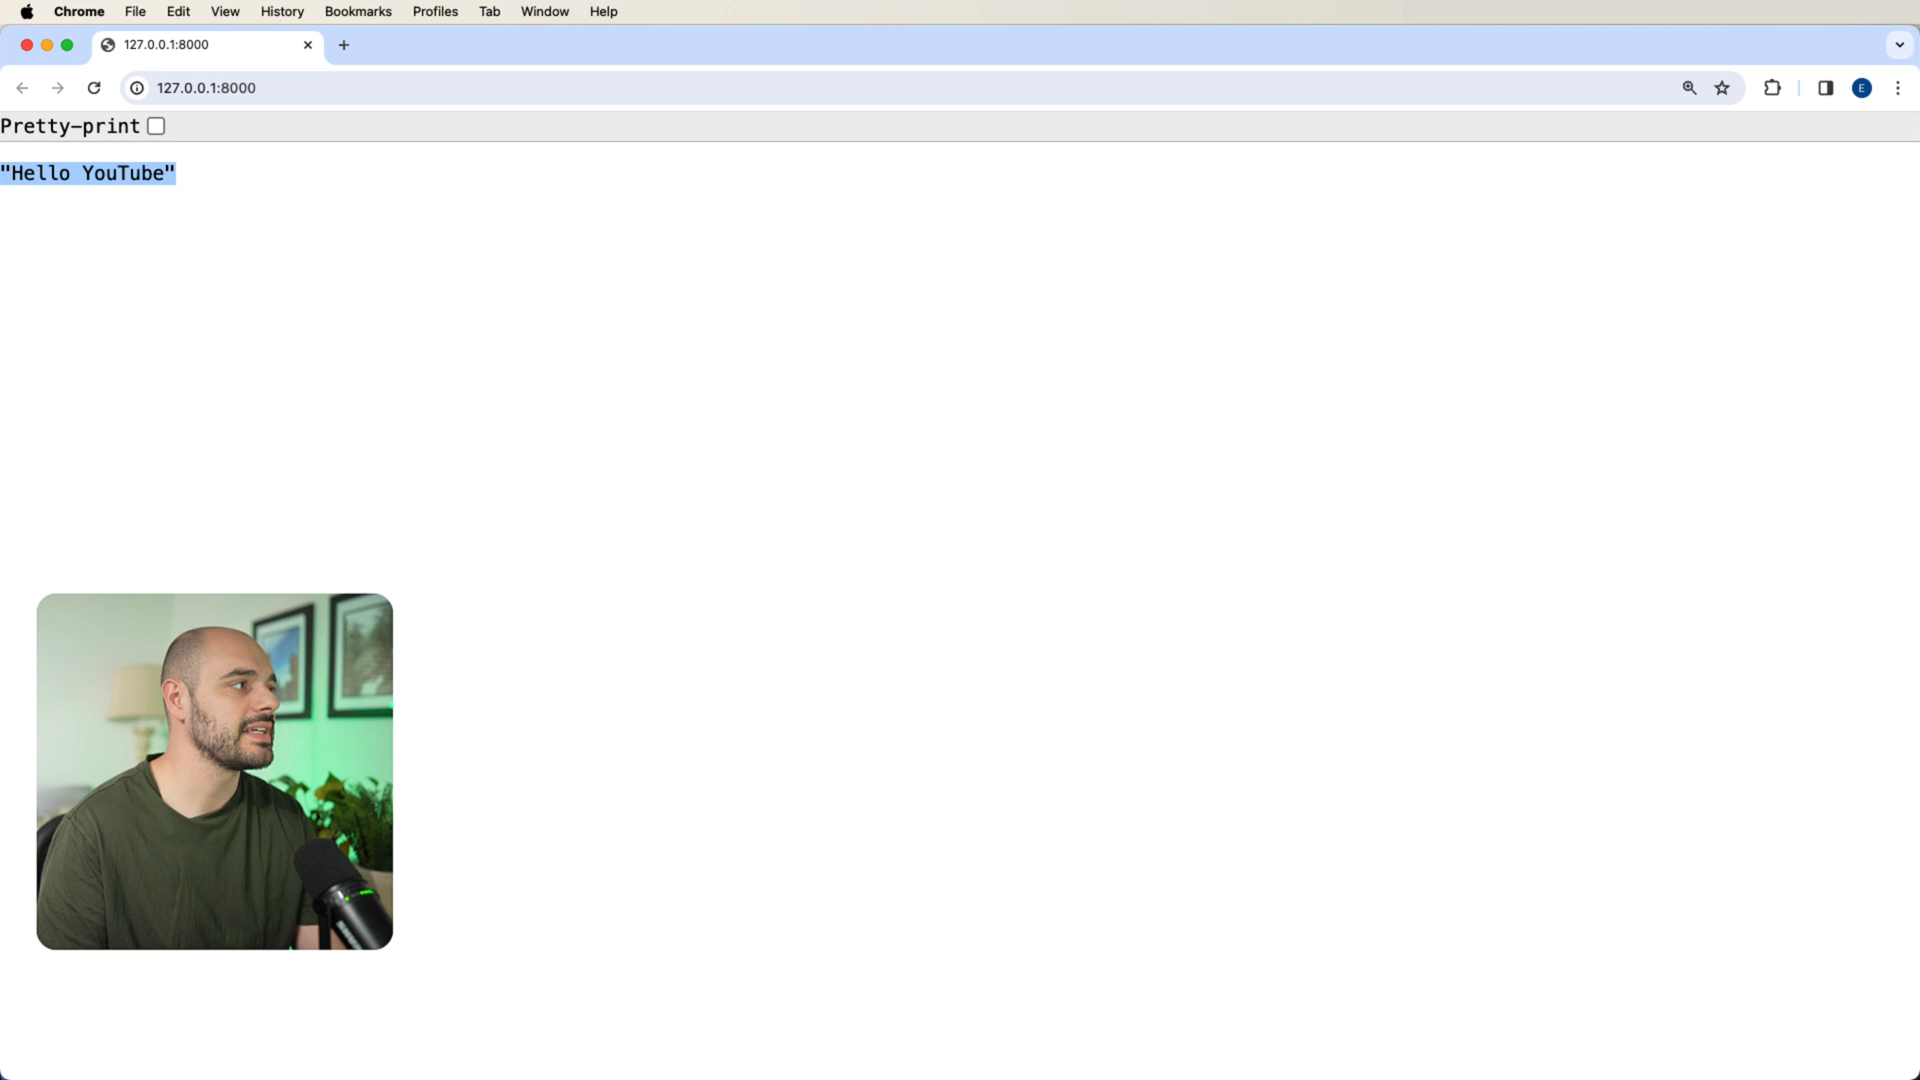 Chrome File Edit View History Bookmarks Profiles Tab Window Help
127.0.0.1:8000
127.0.0.1:8000
E
Pretty-print
"Hello YouTube"